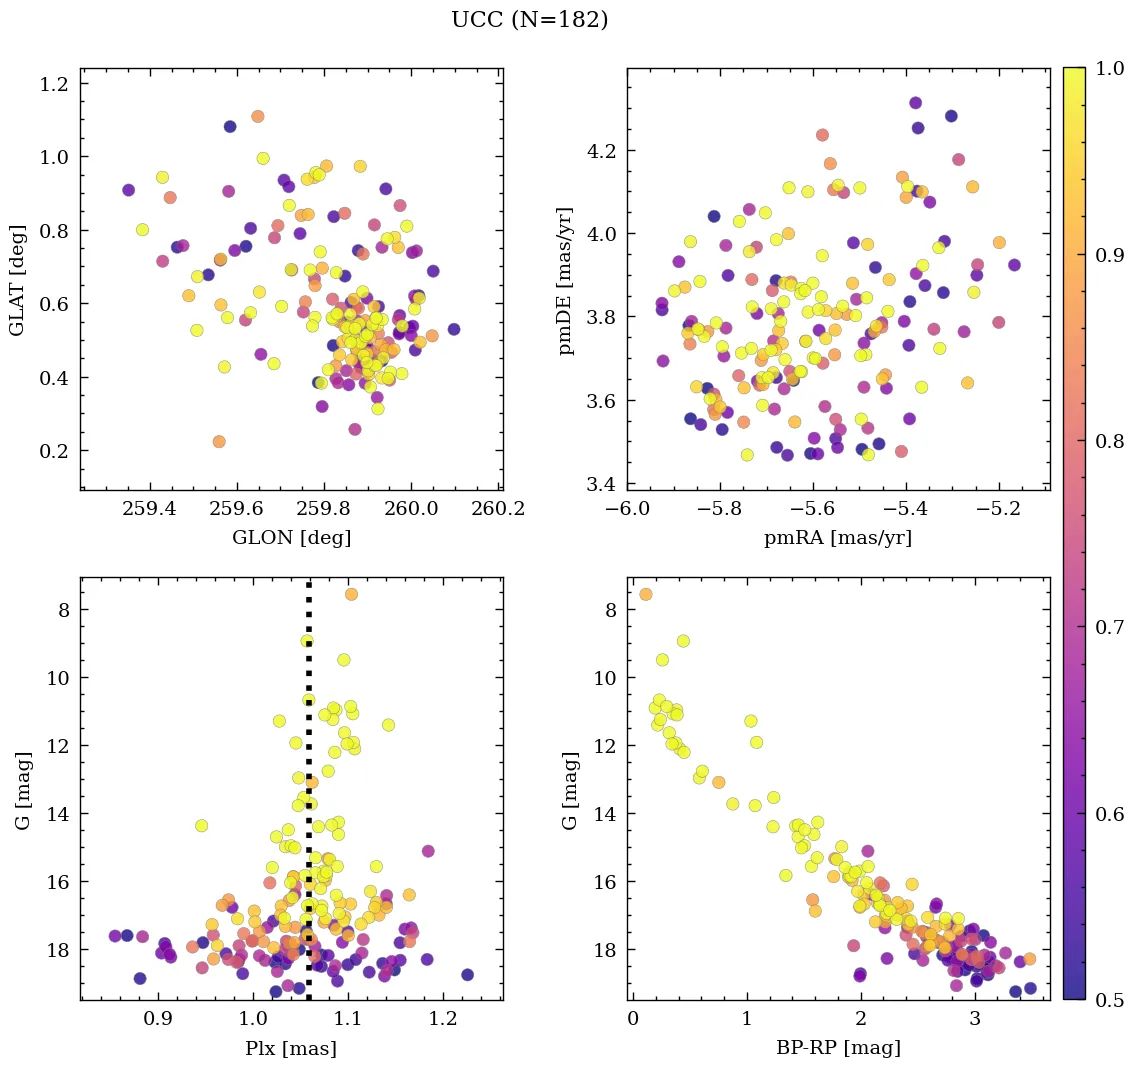 UCC (N=182)
1.2
1.0
0.8
0.6
0.4
0.2
GLAT [deg]
259.4 259.6 259.8 260.0 260.2
GLON [deg]
4.2
4.0
3.8
3.6
3.4
pmDE [mas/yr]
−6.0 −5.8 −5.6 −5.4 −5.2
pmRA [mas/yr]
1.0
0.9
0.8
0.7
0.6
0.5
8
10
12
14
16
18
G [mag]
0.9 1.0 1.1 1.2
Plx [mas]
8
10
12
14
16
18
G [mag]
0 1 2 3
BP-RP [mag]